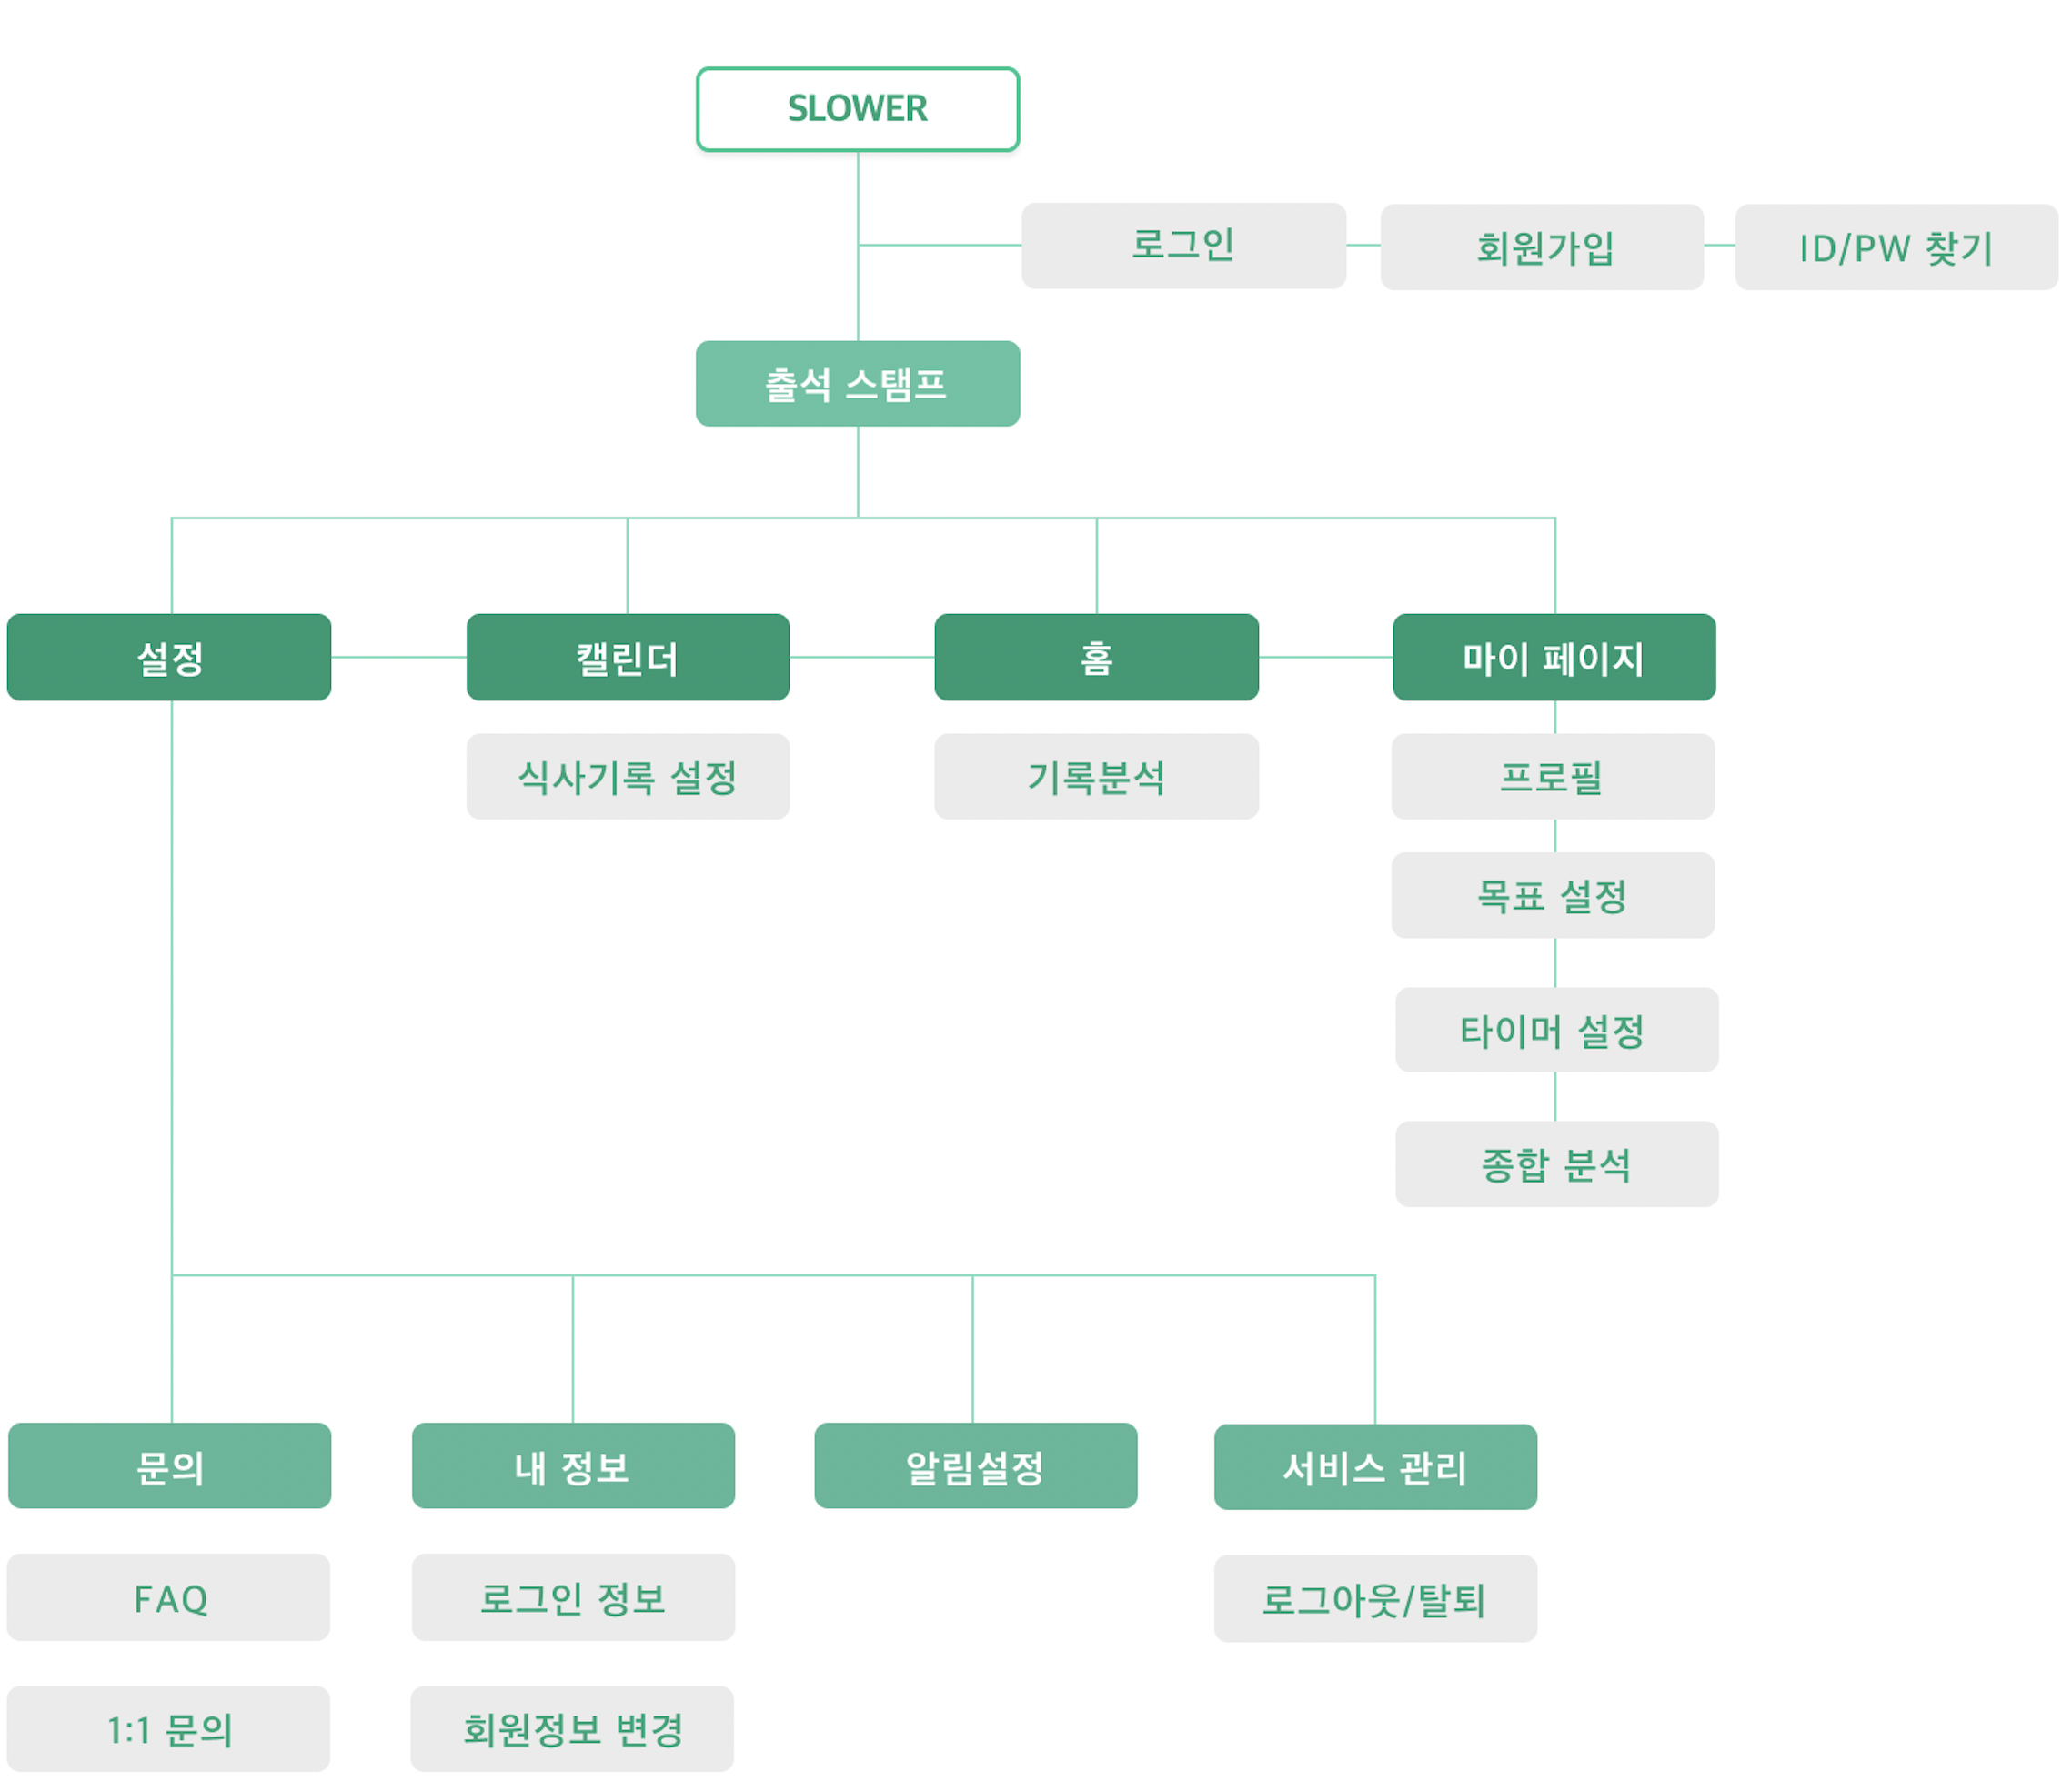 SLOWER
로그인
회원가입
ID/PW 찾기
출석 스탬프
설정
캘린더
홈
마이 페이지
식사기록 설정
기록분석
프로필
목표 설정
타이머 설정
종합 분석
문의
내 정보
알림설정
서비스 관리
FAQ
로그인 정보
로그아웃/탈퇴
1:1 문의
회원정보 변경